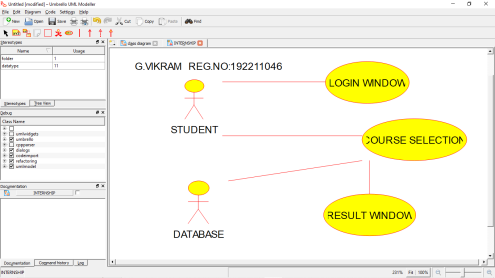 Untitled [modified] - Umbrello UML Modeller
File Edit Diagram Code Settings Help
New Open Save Cut Copy Paste Find
Stereotypes
Name Usage
folder 1
datatype 11
Stereotypes Tree View
Debug
Class Name
umlwidgets
umbrello
cppparser
dialogs
codeimport
refactoring
umlmodel
Documentation
INTERNSHIP
Documentation Command history Log
class diagram INTERNSHIP
G.VIKRAM REG.NO:192211046
LOGIN WINDOW
STUDENT
COURSE SELECTION
RESULT WINDOW
DATABASE
INTERNSHIP
Fit 100%